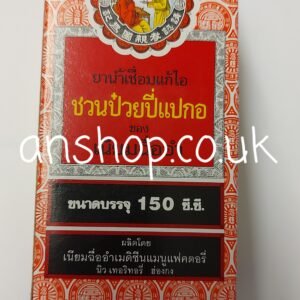 ยาน้ำเชื่อมแก้ไอ
ชวนป๋วยปี่แปกอ
ของ
anshop.co.uk
ขนาดบรรจุ 150 ซี.ซี.
ผลิตโดย
เนียมฉื่ออำเมดิซีนแมนูแฟคตอรี่
นิว เทอริทอรี่ ฮ่องกง